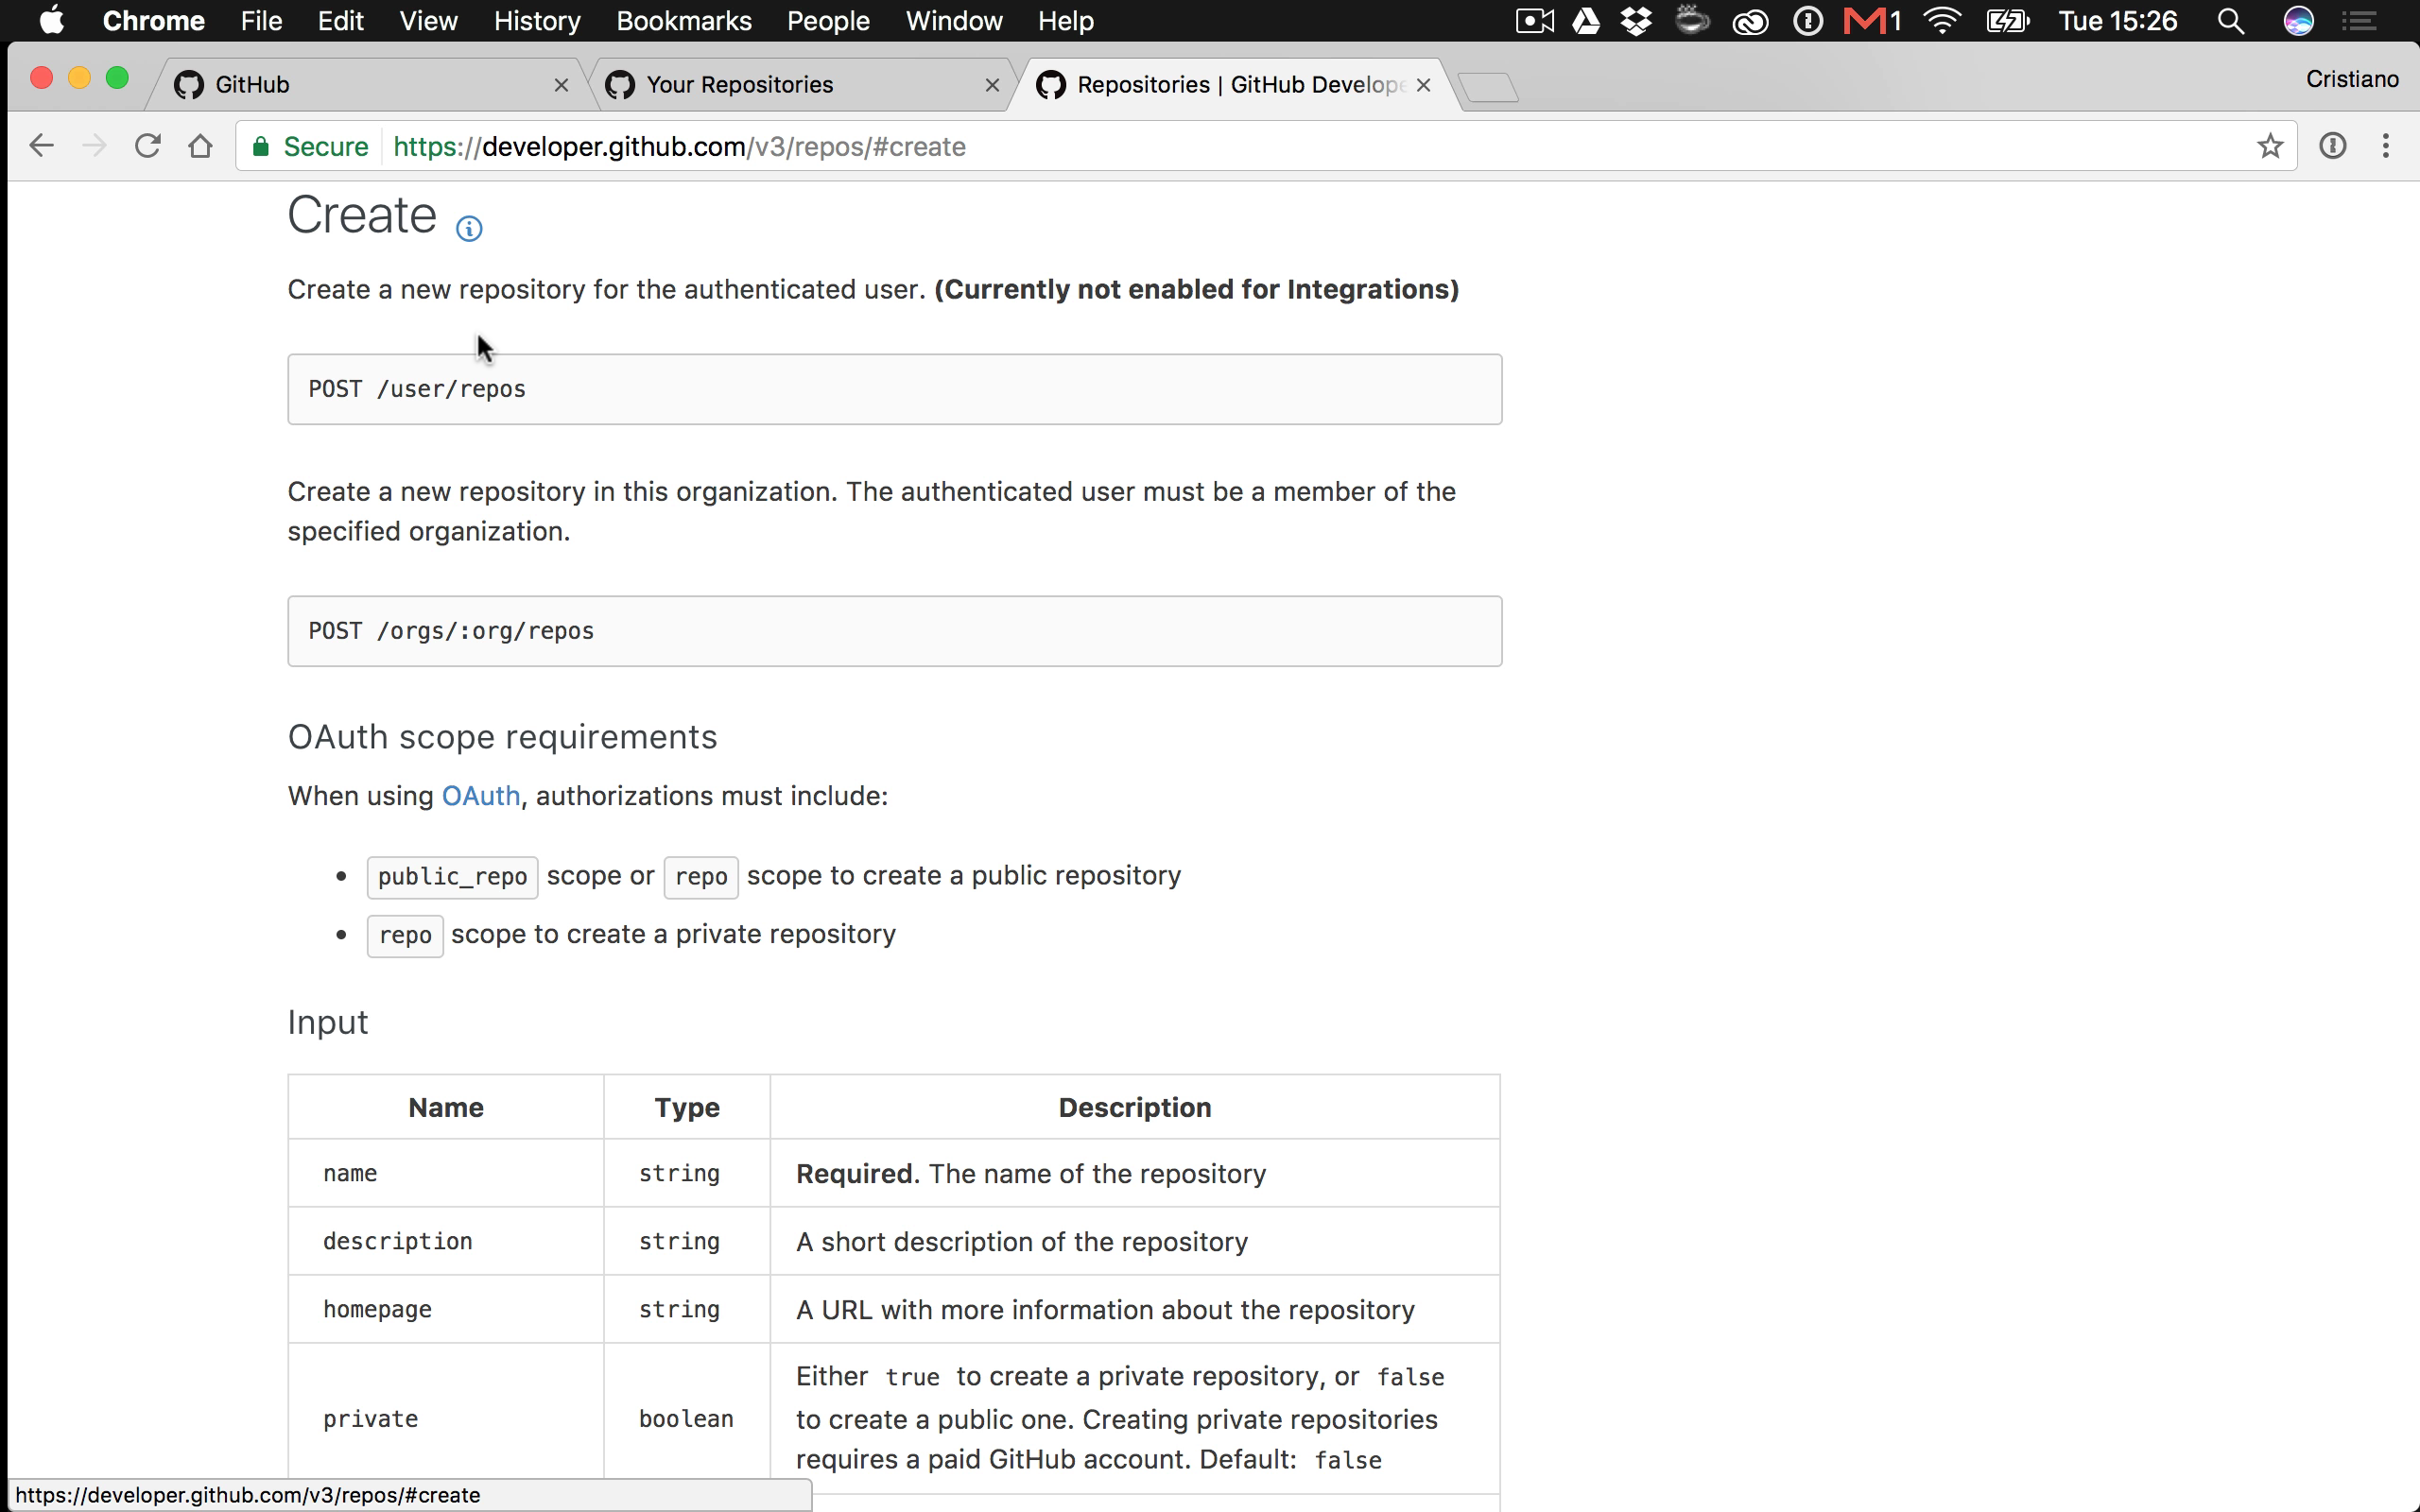 Chrome File Edit View History Bookmarks People Window Help 1 Tue 15:26
GitHub Your Repositories Repositories | GitHub Develope Cristiano
Secure https://developer.github.com/v3/repos/#create
Create
Create a new repository for the authenticated user. (Currently not enabled for Integrations)
POST /user/repos
Create a new repository in this organization. The authenticated user must be a member of the
specified organization.
POST /orgs/:org/repos
OAuth scope requirements
When using OAuth, authorizations must include:
• public_repo scope or repo scope to create a public repository
• repo scope to create a private repository
Input
Name Type Description
name string Required. The name of the repository
description string A short description of the repository
homepage string A URL with more information about the repository
private boolean Either true to create a private repository, or false
to create a public one. Creating private repositories
requires a paid GitHub account. Default: false
https://developer.github.com/v3/repos/#create